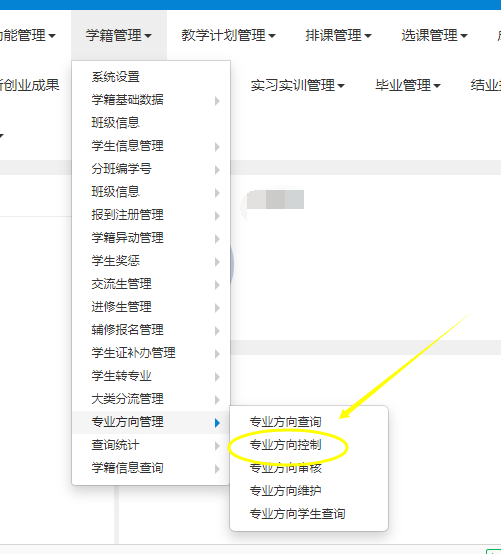 功能管理
学籍管理
教学计划管理
排课管理
选课管理
新创业成果
实习实训管理
毕业管理
系统设置
学籍基础数据
班级信息
学生信息管理
分班编学号
班级信息
报到注册管理
学籍异动管理
学生奖惩
交流生管理
进修生管理
辅修报名管理
学生证补办管理
学生转专业
大类分流管理
专业方向管理
查询统计
学籍信息查询
专业方向查询
专业方向控制
专业方向审核
专业方向维护
专业方向学生查询